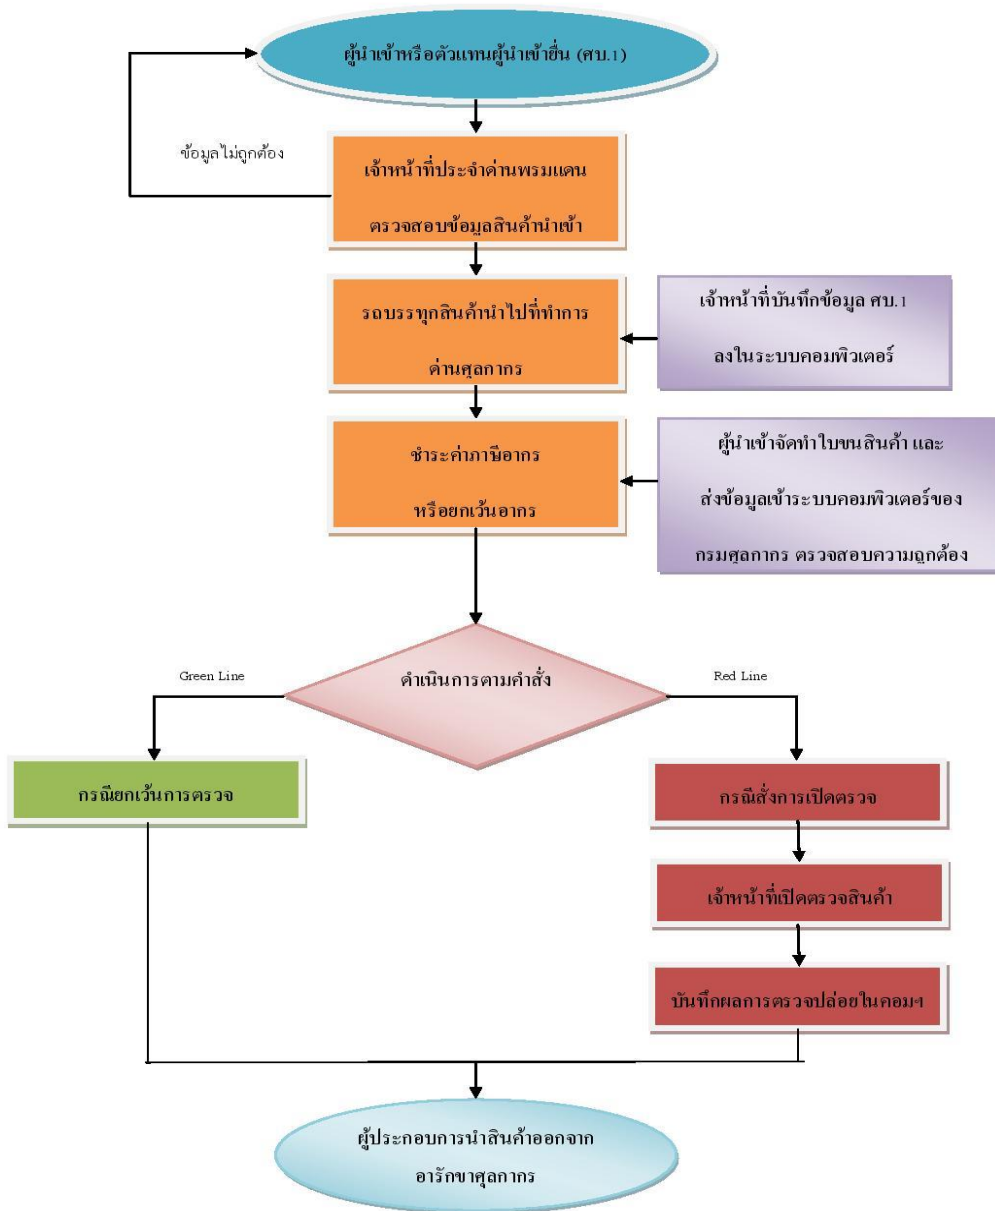 ผู้นำเข้าหรือตัวแทนผู้นำเข้ายื่น (ศบ.1)
ข้อมูลไม่ถูกต้อง
เจ้าหน้าที่ประจำด่านพรมแดน
ตรวจสอบข้อมูลสินค้านำเข้า
รถบรรทุกสินค้านำไปที่ทำการ
ด่านศุลกากร
เจ้าหน้าที่บันทึกข้อมูล ศบ.1
ลงในระบบคอมพิวเตอร์
ชำระค่าภาษีอากร
หรือยกเว้นอากร
ผู้นำเข้าจัดทำใบขนสินค้า และ
ส่งข้อมูลเข้าระบบคอมพิวเตอร์ของ
กรมศุลกากร ตรวจสอบความถูกต้อง
ดำเนินการตามคำสั่ง
Green Line
Red Line
กรณียกเว้นการตรวจ
กรณีสั่งการเปิดตรวจ
เจ้าหน้าที่เปิดตรวจสินค้า
บันทึกผลการตรวจปล่อยในคอมฯ
ผู้ประกอบการนำสินค้าออกจาก
อารักขาศุลกากร